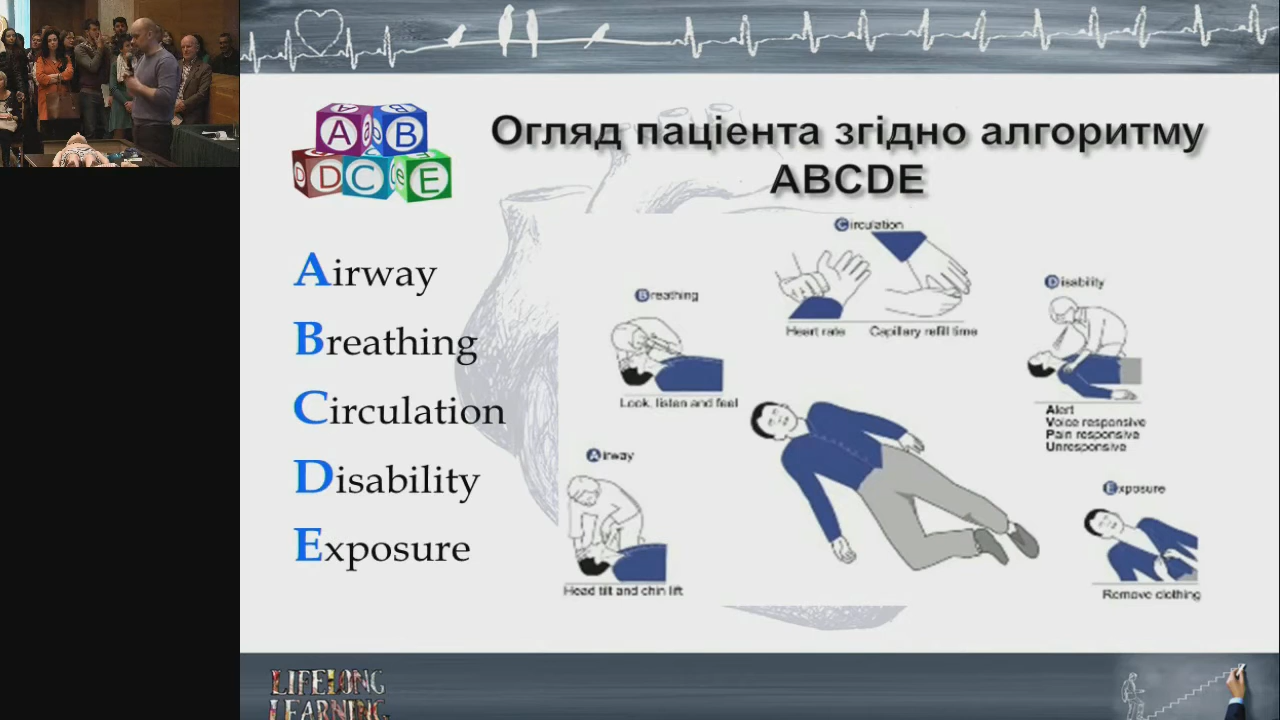 Огляд пацієнта згідно алгоритму
ABCDE
A B
D D C e E
Airway
Breathing
Circulation
Disability
Exposure
Circulation
Heart rate
Capillary refill time
Breathing
Look, listen and feel
Disability
Alert
Voice responsive
Pain responsive
Unresponsive
Airway
Head tilt and chin lift
Exposure
Remove clothing
LIFELONG
LEARNING